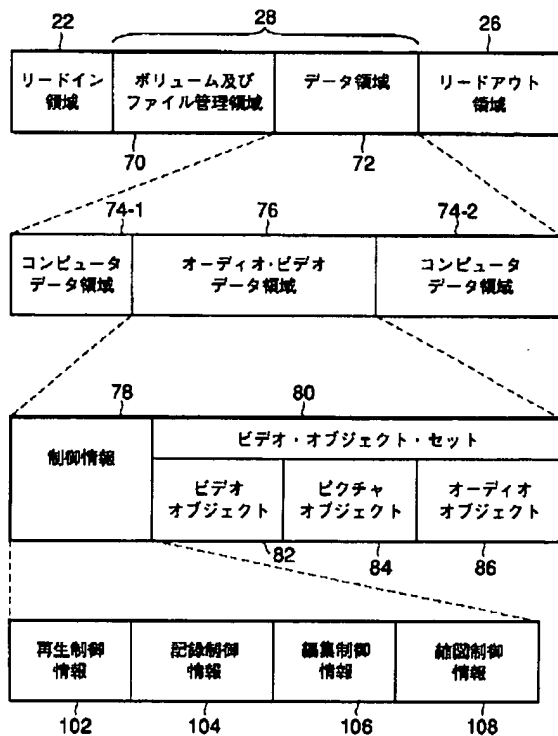 22
28
26
リードイン
領域
ボリューム及び
ファイル管理領域
データ領域
リードアウト
領域
70
72
74-1
76
74-2
コンピュータ
データ領域
オーディオ・ビデオ
データ領域
コンピュータ
データ領域
78
80
制御情報
ビデオ・オブジェクト・セット
ビデオ
オブジェクト
ピクチャ
オブジェクト
オーディオ
オブジェクト
82
84
86
再生制御
情報
記録制御
情報
編集制御
情報
縮図制御
情報
102
104
106
108